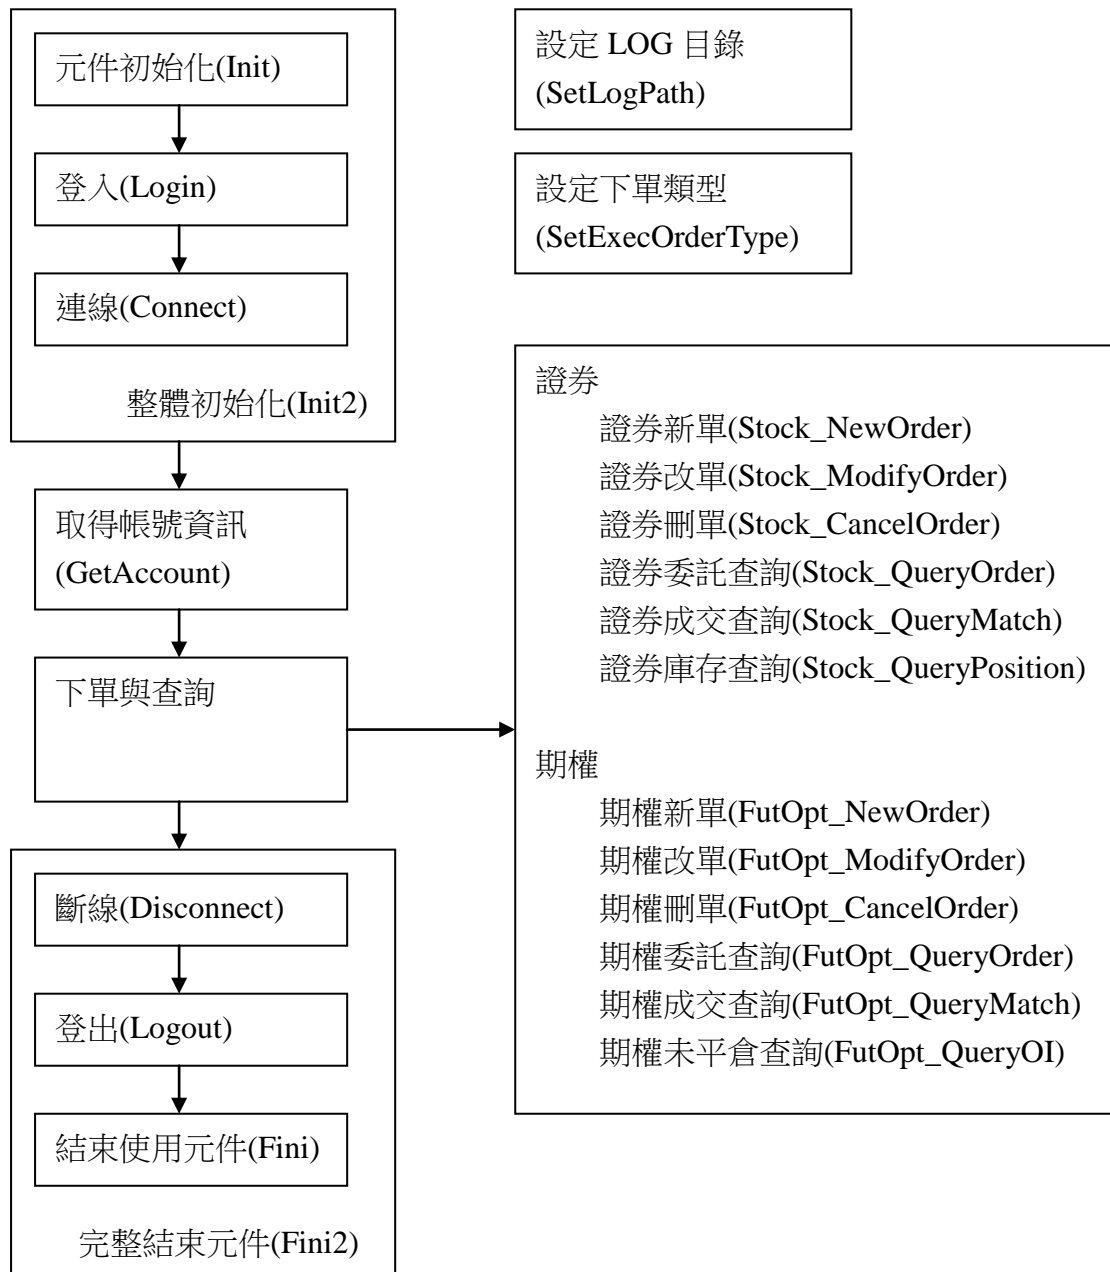 元件初始化(Init)
登入(Login)
連線(Connect)
整體初始化(Init2)
取得帳號資訊
(GetAccount)
下單與查詢
斷線(Disconnect)
登出(Logout)
結束使用元件(Fini)
完整結束元件(Fini2)
設定 LOG 目錄
(SetLogPath)
設定下單類型
(SetExecOrderType)
證券
證券新單(Stock_NewOrder)
證券改單(Stock_ModifyOrder)
證券刪單(Stock_CancelOrder)
證券委託查詢(Stock_QueryOrder)
證券成交查詢(Stock_QueryMatch)
證券庫存查詢(Stock_QueryPosition)
期權
期權新單(FutOpt_NewOrder)
期權改單(FutOpt_ModifyOrder)
期權刪單(FutOpt_CancelOrder)
期權委託查詢(FutOpt_QueryOrder)
期權成交查詢(FutOpt_QueryMatch)
期權未平倉查詢(FutOpt_QueryOI)